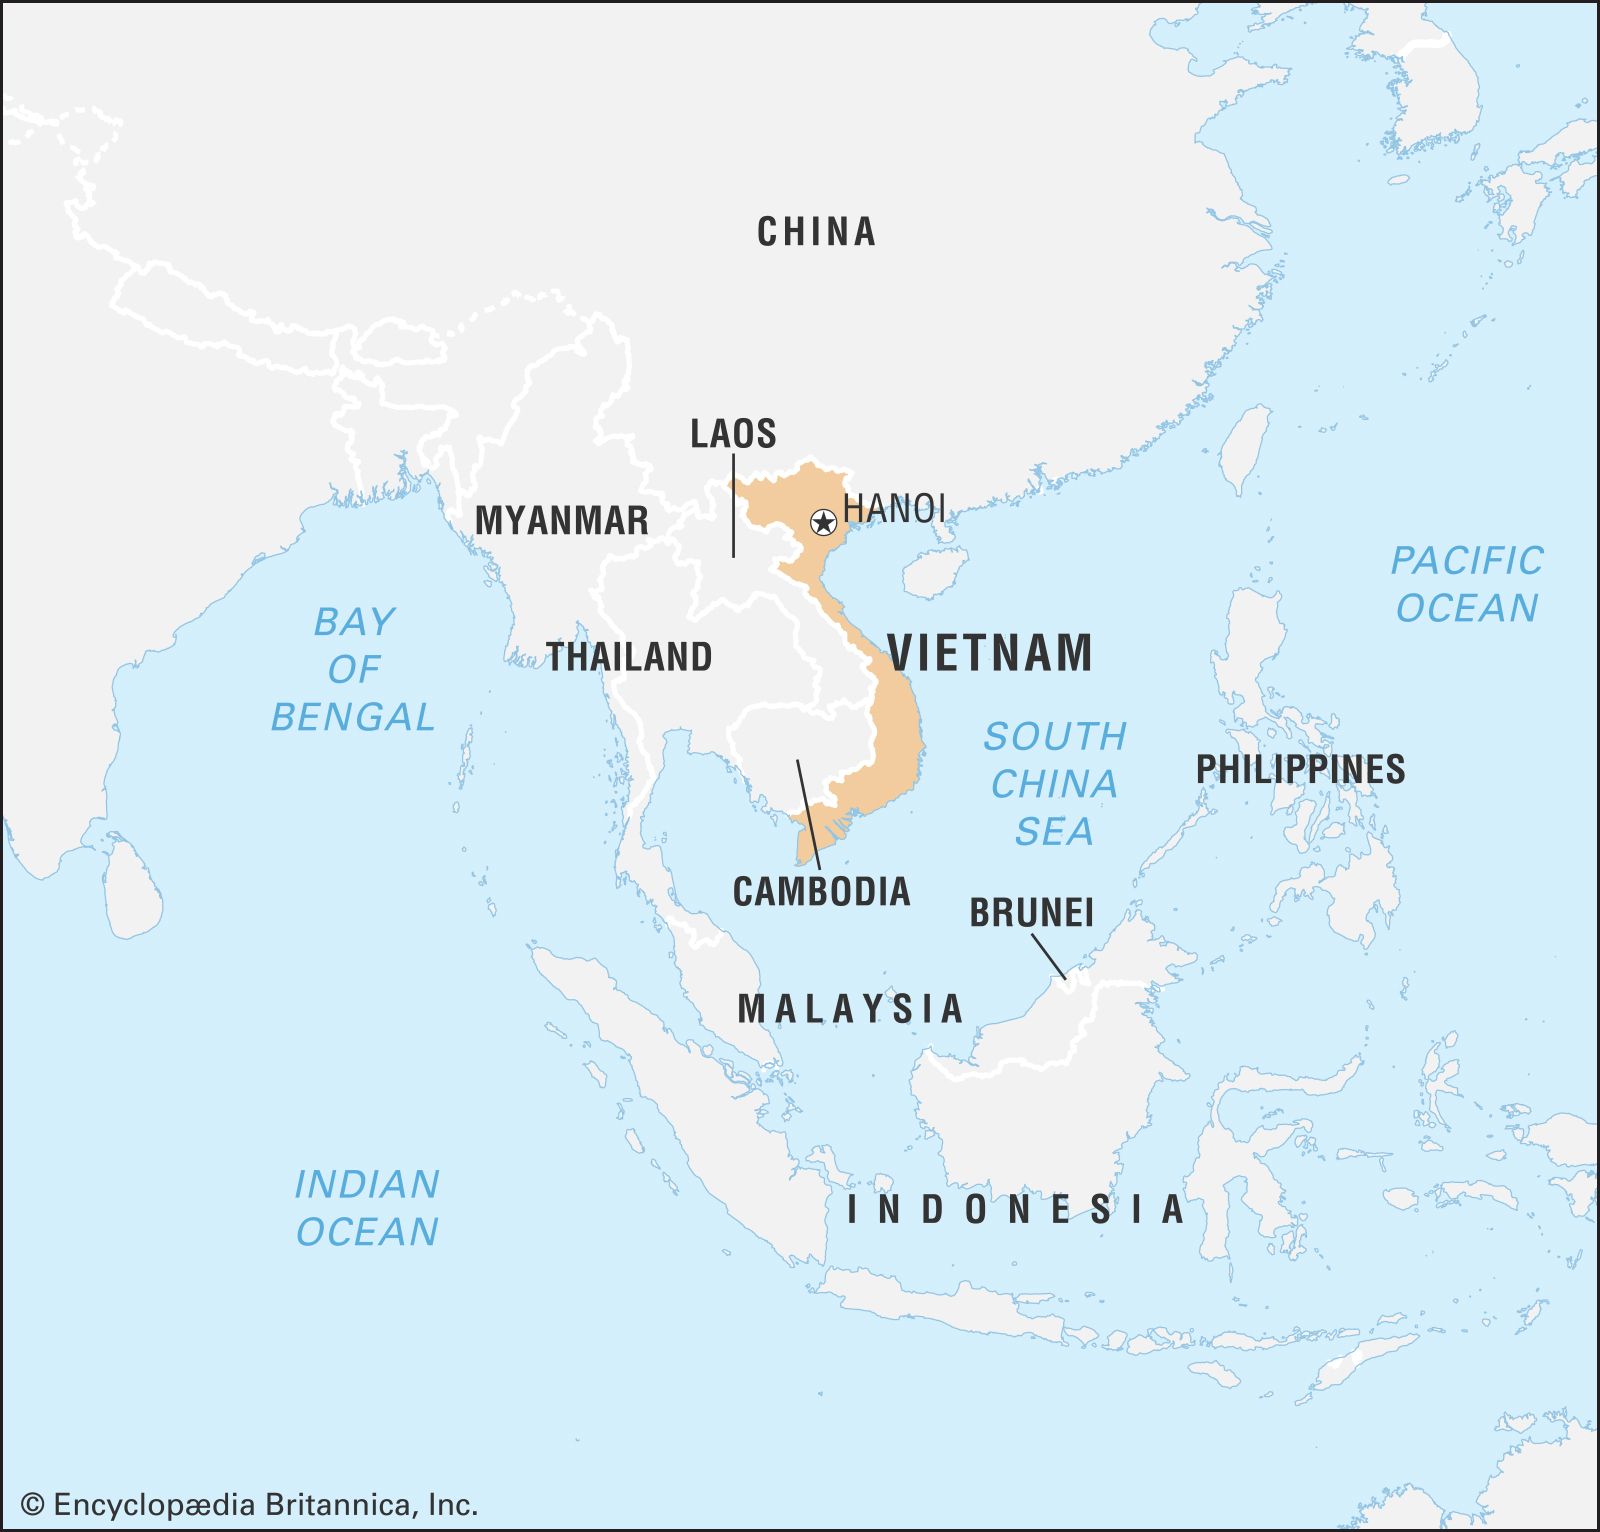 CHINA
LAOS
HANOI
MYANMAR
PACIFIC
OCEAN
BAY
OF
BENGAL
THAILAND
VIETNAM
SOUTH
CHINA
SEA
PHILIPPINES
CAMBODIA
BRUNEI
MALAYSIA
INDIAN
OCEAN
INDONESIA
© Encyclopædia Britannica, Inc.